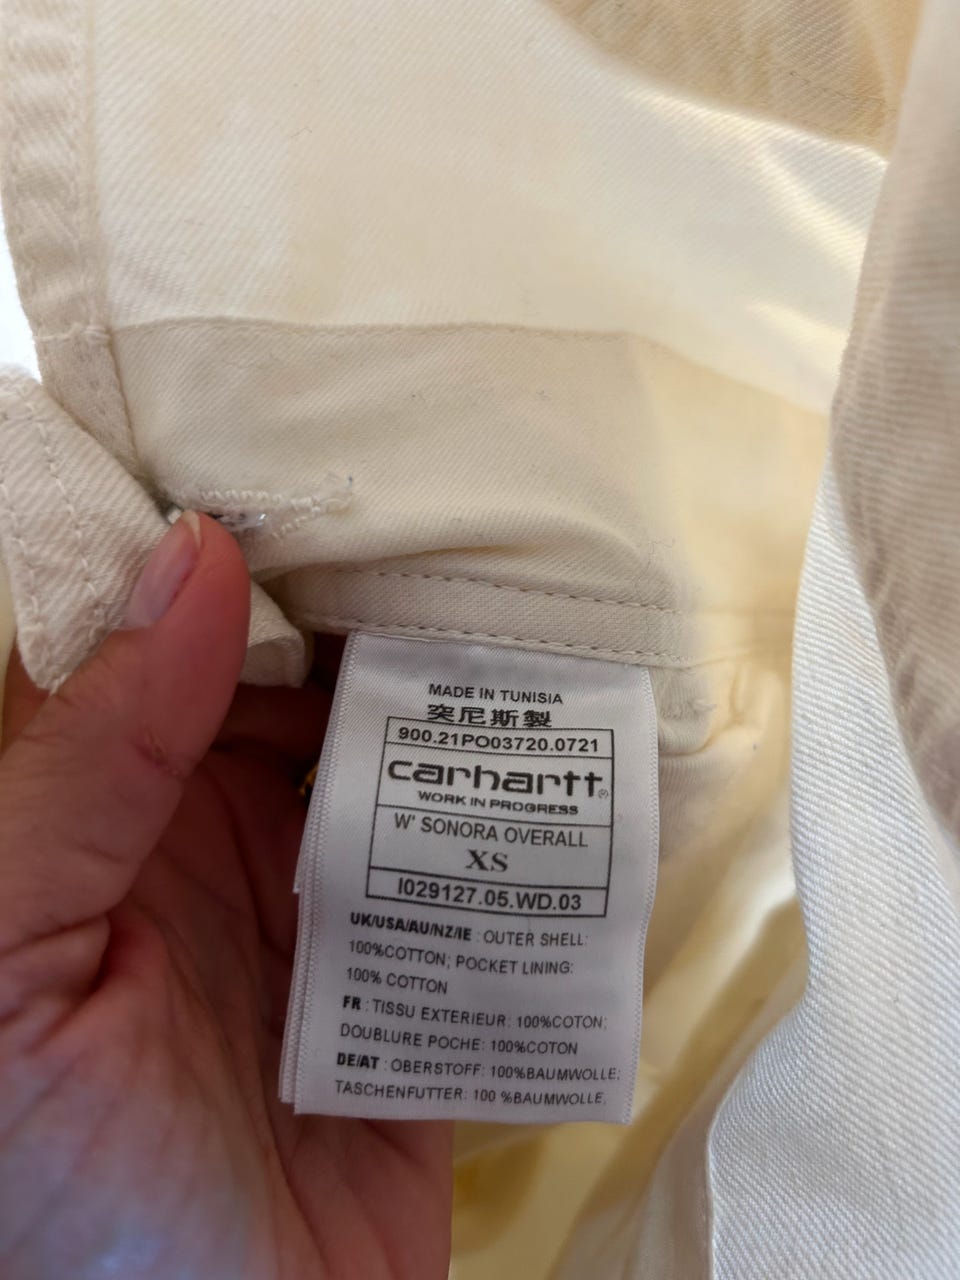 MADE IN TUNISIA
突尼斯製
900.21PO03720.0721
carhartt®
WORK IN PROGRESS
W' SONORA OVERALL
XS
I029127.05.WD.03
UK/USA/AU/NZ/IE : OUTER SHELL:
100%COTTON; POCKET LINING:
100% COTTON
FR : TISSU EXTERIEUR: 100%COTON;
DOUBLURE POCHE: 100%COTON
DE/AT : OBERSTOFF: 100%BAUMWOLLE;
TASCHENFUTTER: 100 %BAUMWOLLE,